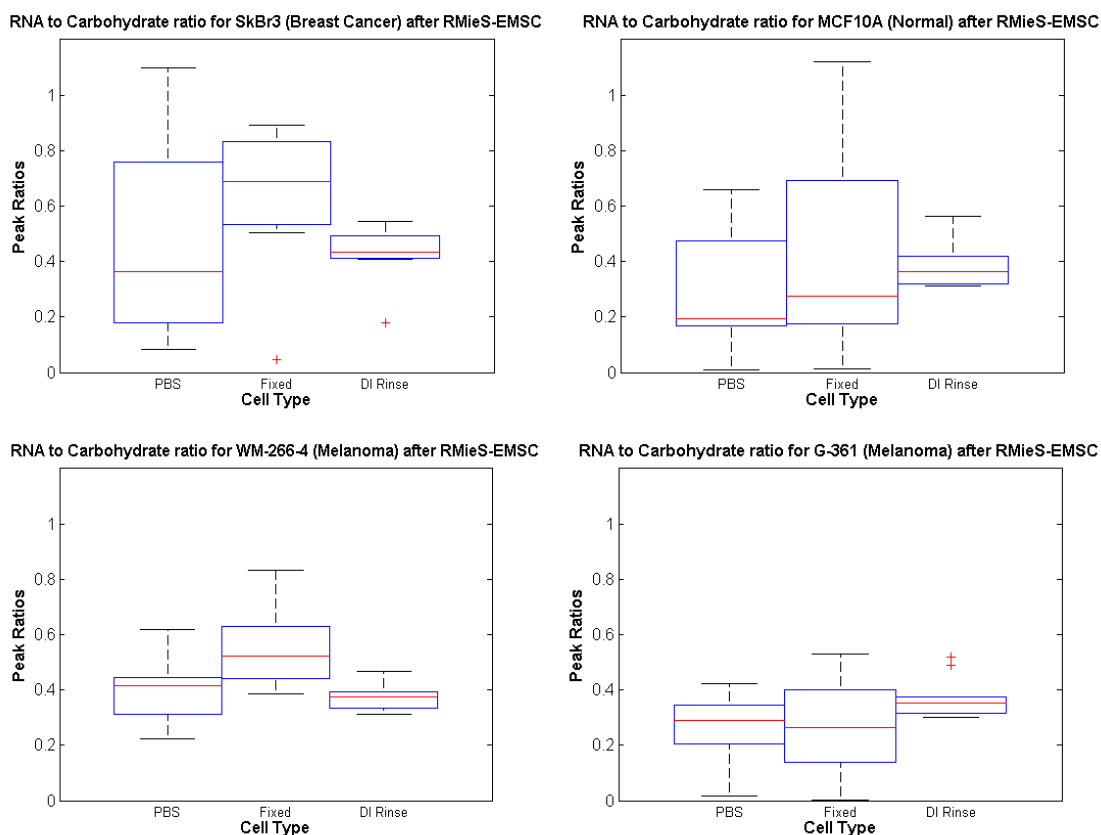 RNA to Carbohydrate ratio for SkBr3 (Breast Cancer) after RMieS-EMSC
1
0.8
0.6
0.4
0.2
0
Peak Ratios
PBS Fixed DI Rinse
Cell Type
RNA to Carbohydrate ratio for MCF10A (Normal) after RMieS-EMSC
1
0.8
0.6
0.4
0.2
0
Peak Ratios
PBS Fixed DI Rinse
Cell Type
RNA to Carbohydrate ratio for WM-266-4 (Melanoma) after RMieS-EMSC
1
0.8
0.6
0.4
0.2
0
Peak Ratios
PBS Fixed DI Rinse
Cell Type
RNA to Carbohydrate ratio for G-361 (Melanoma) after RMieS-EMSC
1
0.8
0.6
0.4
0.2
0
Peak Ratios
PBS Fixed DI Rinse
Cell Type